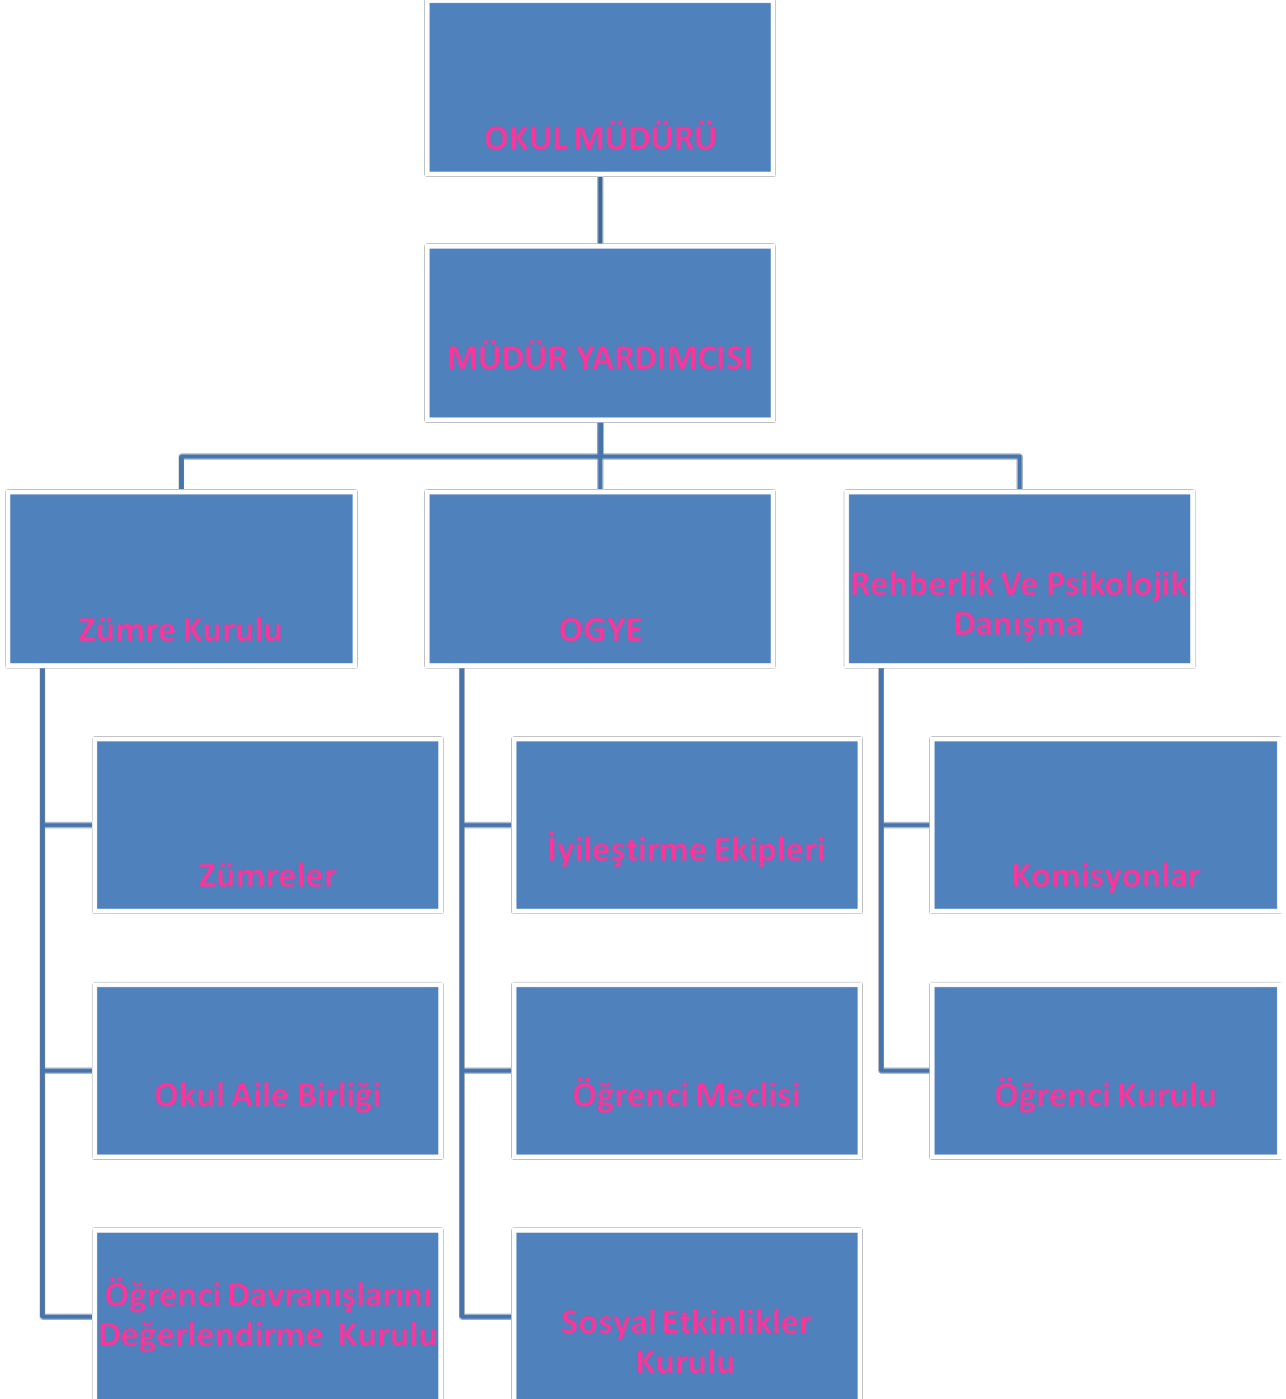 OKUL MÜDÜRÜ
MÜDÜR YARDIMCISI
Zümre Kurulu
OGYE
Rehberlik Ve Psikolojik
Danışma
Zümreler
İyileştirme Ekipleri
Komisyonlar
Okul Aile Birliği
Öğrenci Meclisi
Öğrenci Kurulu
Öğrenci Davranışlarını
Değerlendirme  Kurulu
Sosyal Etkinlikler
Kurulu